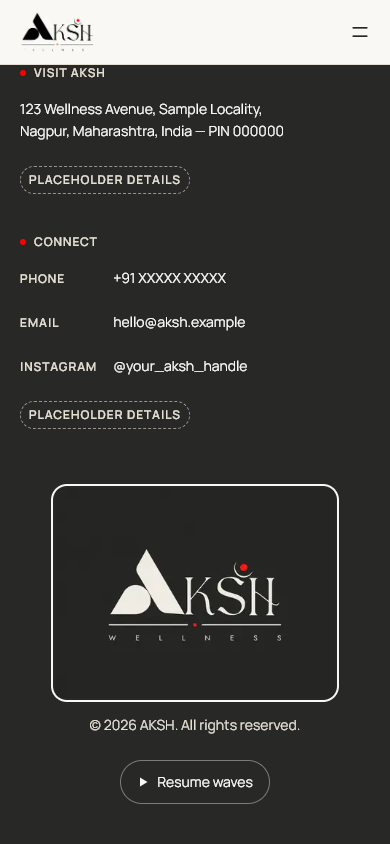 AKSH
WELLNESS
VISIT AKSH
123 Wellness Avenue, Sample Locality,
Nagpur, Maharashtra, India — PIN 000000
PLACEHOLDER DETAILS
CONNECT
PHONE +91 XXXXX XXXXX
EMAIL hello@aksh.example
INSTAGRAM @your_aksh_handle
PLACEHOLDER DETAILS
AKSH
WELLNESS
© 2026 AKSH. All rights reserved.
Resume waves